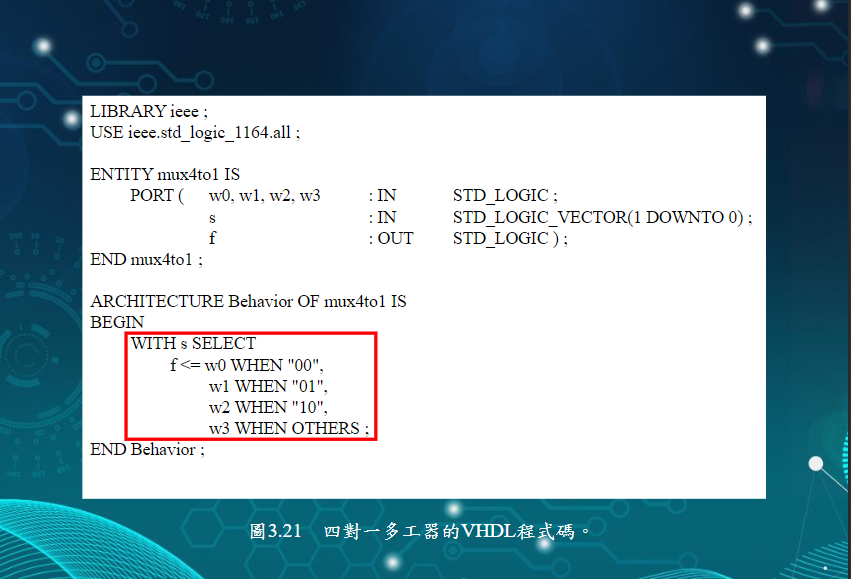 LIBRARY ieee ;
USE ieee.std_logic_1164.all ;
ENTITY mux4to1 IS
PORT ( w0, w1, w2, w3 : IN STD_LOGIC ;
s : IN STD_LOGIC_VECTOR(1 DOWNTO 0) ;
f : OUT STD_LOGIC ) ;
END mux4to1 ;
ARCHITECTURE Behavior OF mux4to1 IS
BEGIN
WITH s SELECT
f <= w0 WHEN "00",
w1 WHEN "01",
w2 WHEN "10",
w3 WHEN OTHERS ;
END Behavior ;
圖3.21 四對一多工器的VHDL程式碼。